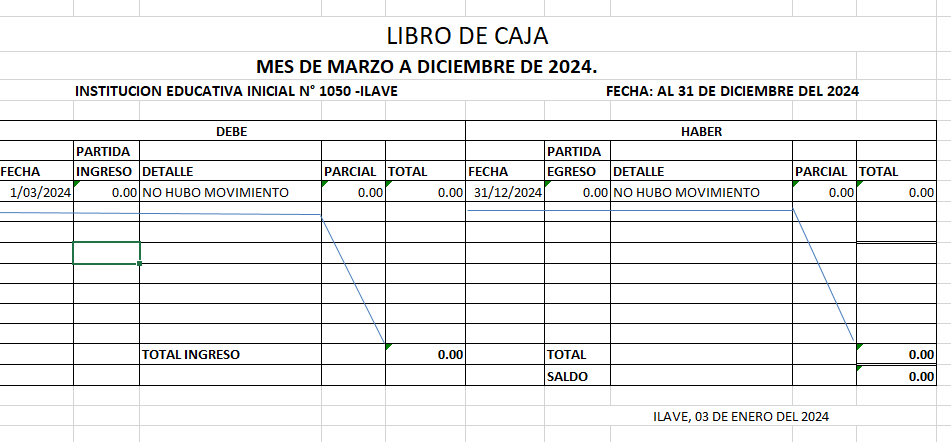 LIBRO DE CAJA
MES DE MARZO A DICIEMBRE DE 2024.
INSTITUCION EDUCATIVA INICIAL N° 1050 -ILAVE FECHA: AL 31 DE DICIEMBRE DEL 2024
DEBE HABER
PARTIDA PARTIDA
FECHA INGRESO DETALLE PARCIAL TOTAL FECHA EGRESO DETALLE PARCIAL TOTAL
1/03/2024 0.00 NO HUBO MOVIMIENTO 0.00 0.00 31/12/2024 0.00 NO HUBO MOVIMIENTO 0.00 0.00
TOTAL INGRESO 0.00 TOTAL 0.00
SALDO 0.00
ILAVE, 03 DE ENERO DEL 2024